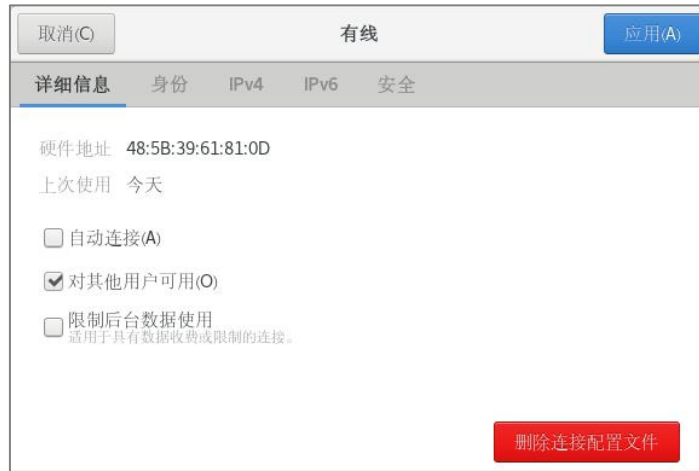 取消(C) 有线 应用(A)
详细信息 身份 IPv4 IPv6 安全
硬件地址 48:5B:39:61:81:0D
上次使用 今天
自动连接(A)
对其他用户可用(O)
限制后台数据使用
适用于具有数据收费或限制的连接。
删除连接配置文件